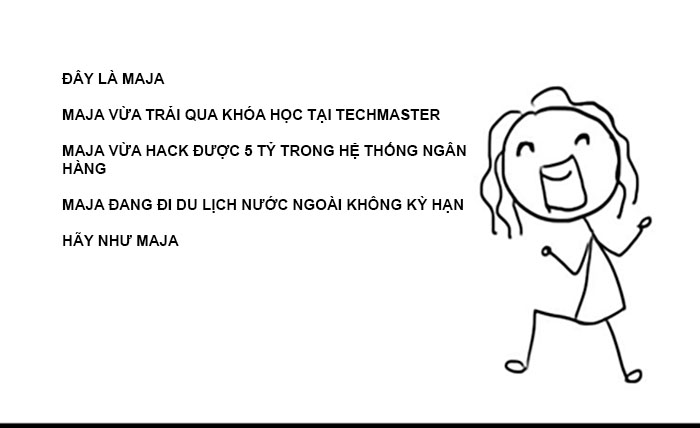 ĐÂY LÀ MAJA
MAJA VỪA TRẢI QUA KHÓA HỌC TẠI TECHMASTER
MAJA VỪA HACK ĐƯỢC 5 TỶ TRONG HỆ THỐNG NGÂN
HÀNG
MAJA ĐANG ĐI DU LỊCH NƯỚC NGOÀI KHÔNG KỲ HẠN
HÃY NHƯ MAJA